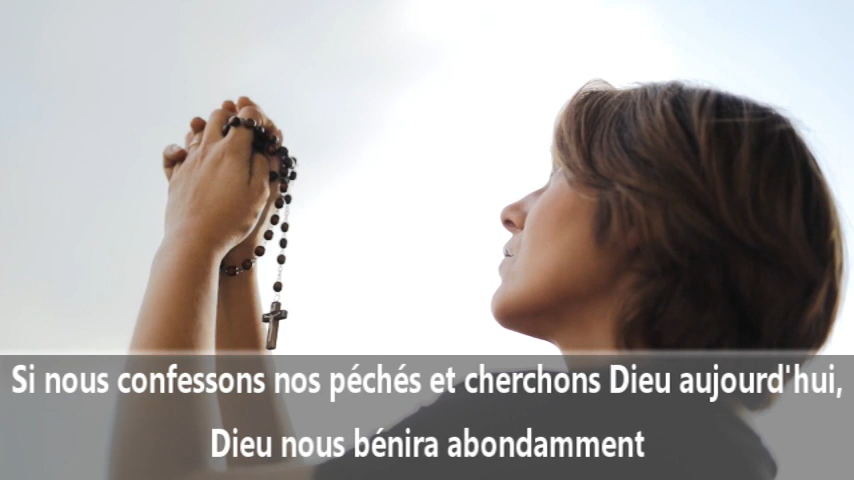 Si nous confessons nos péchés et cherchons Dieu aujourd'hui,
Dieu nous bénira abondamment